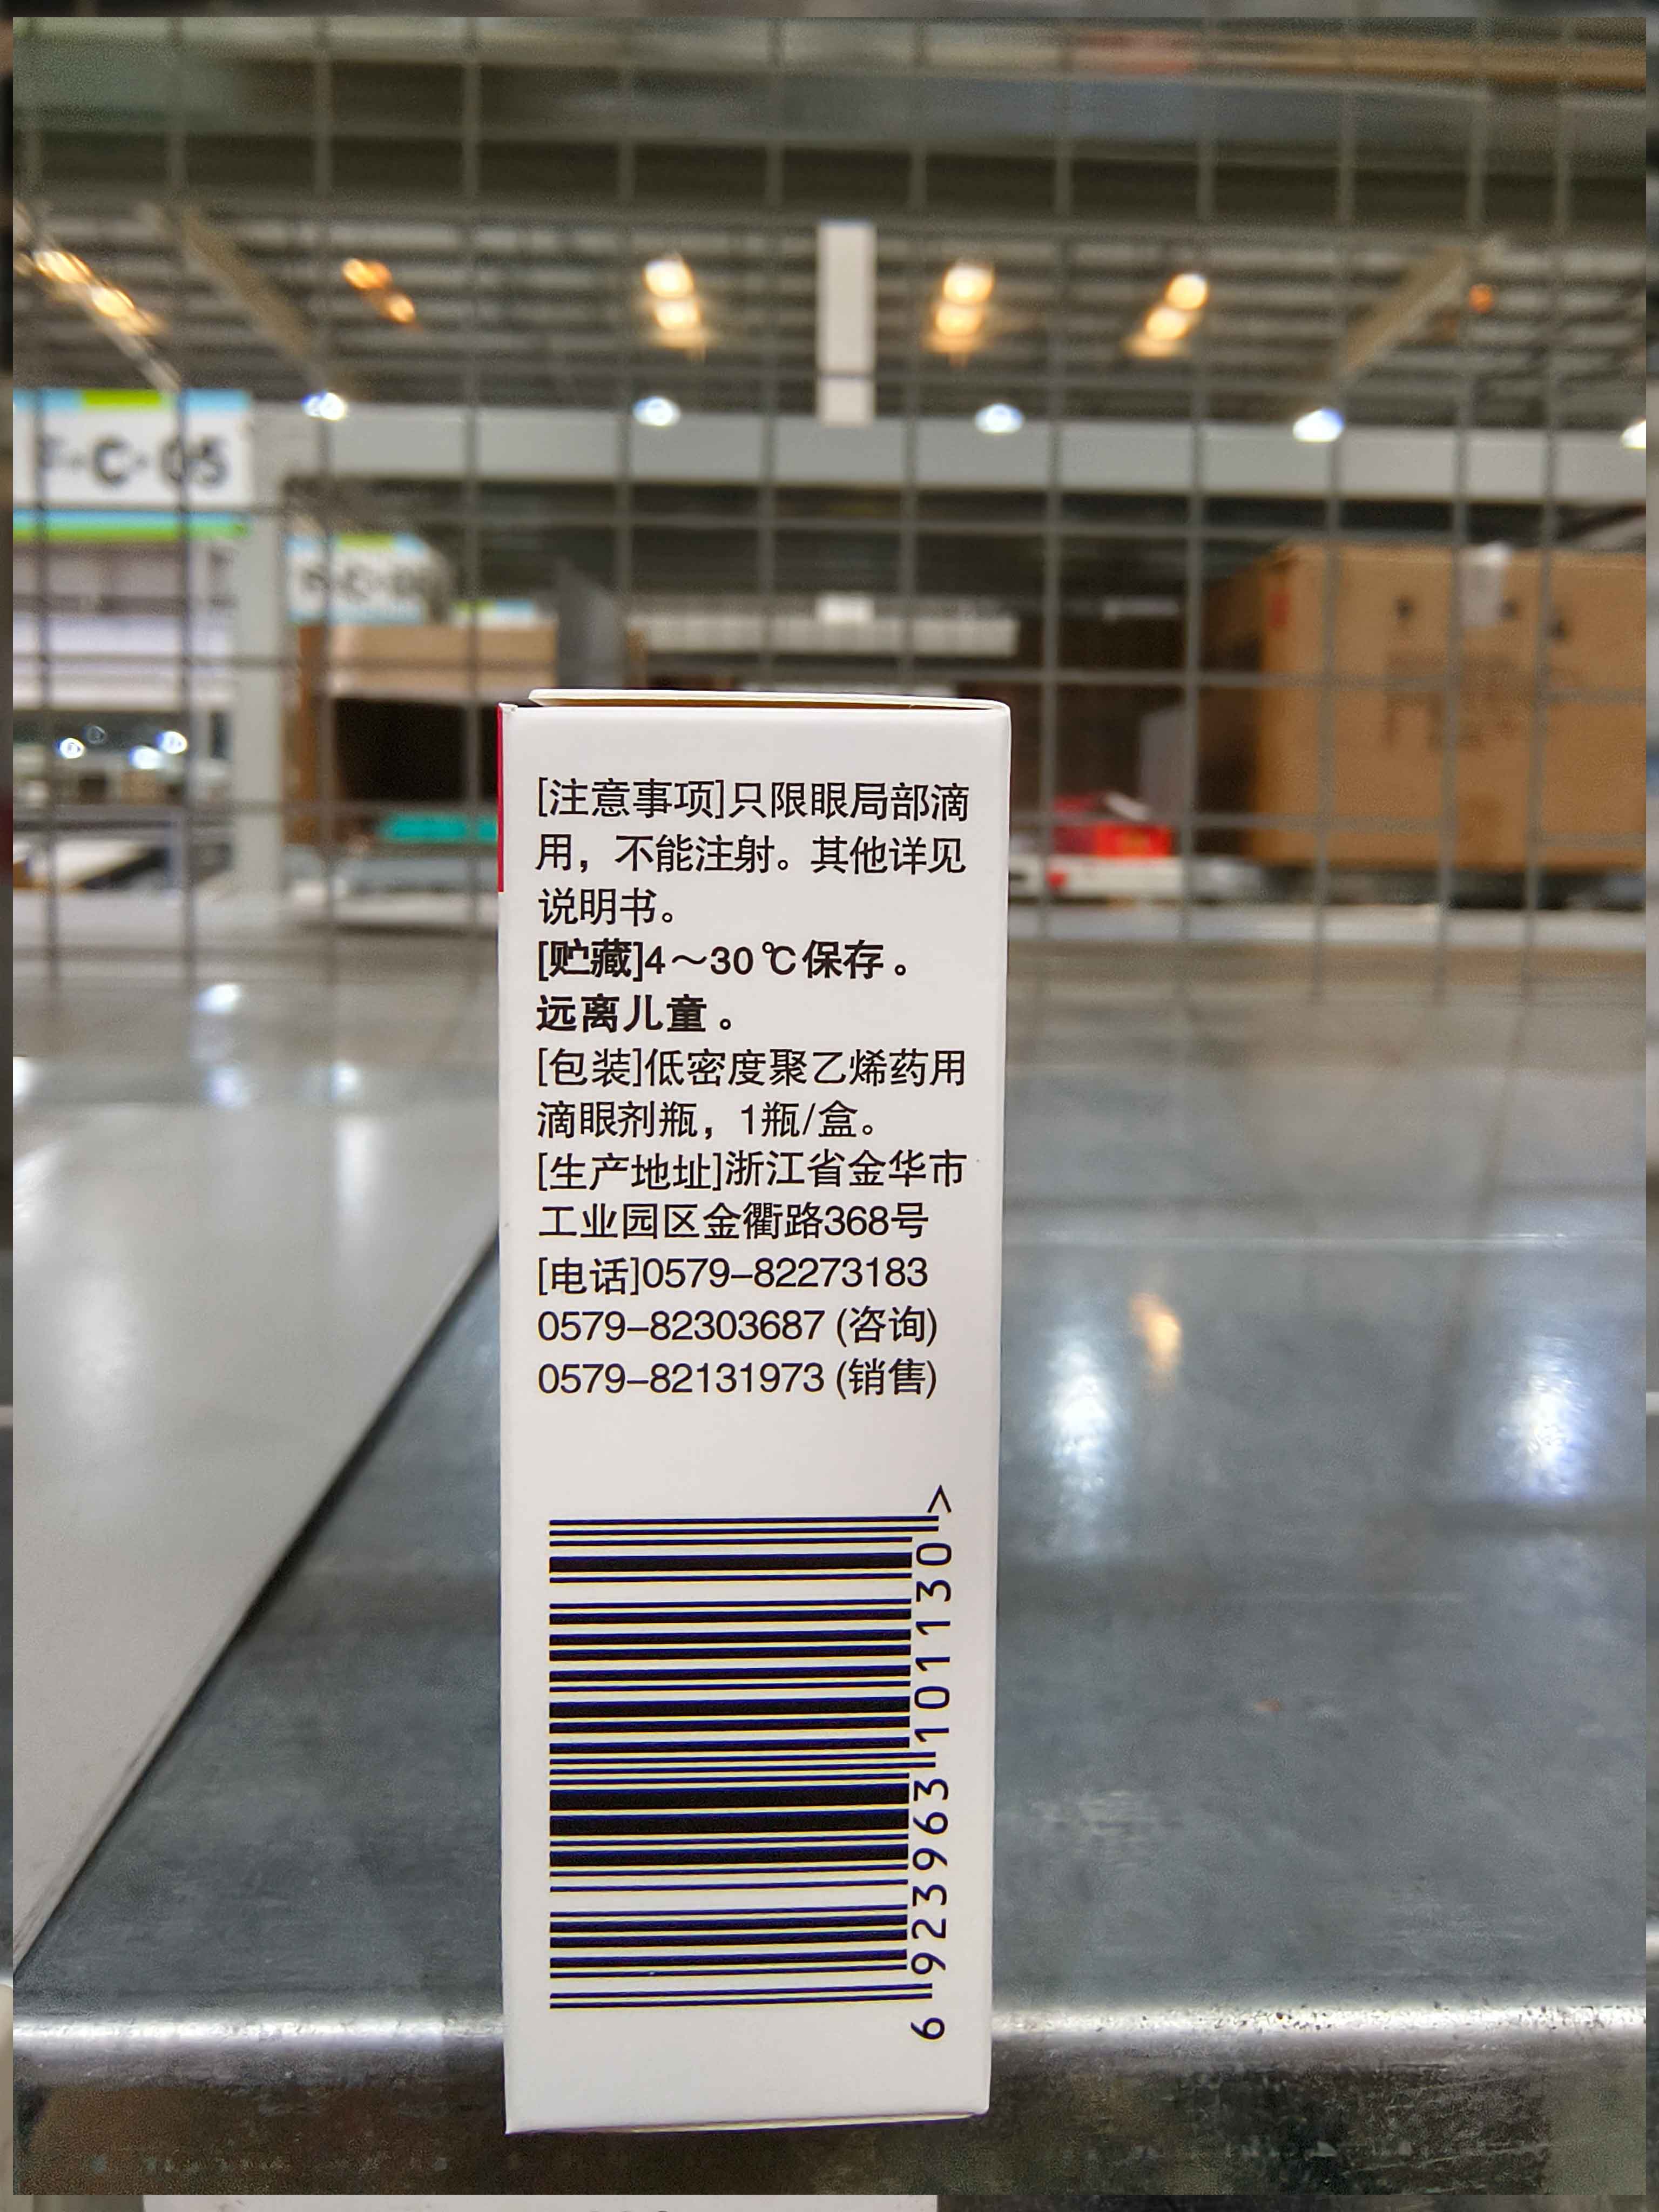 C-05
[注意事项]只限眼局部滴
用，不能注射。其他详见
说明书。
[贮藏]4～30℃保存。
远离儿童。
[包装]低密度聚乙烯药用
滴眼剂瓶，1瓶/盒。
[生产地址]浙江省金华市
工业园区金衢路368号
[电话]0579-82273183
0579-82303687 (咨询)
0579-82131973 (销售)
6 923963 101130 >